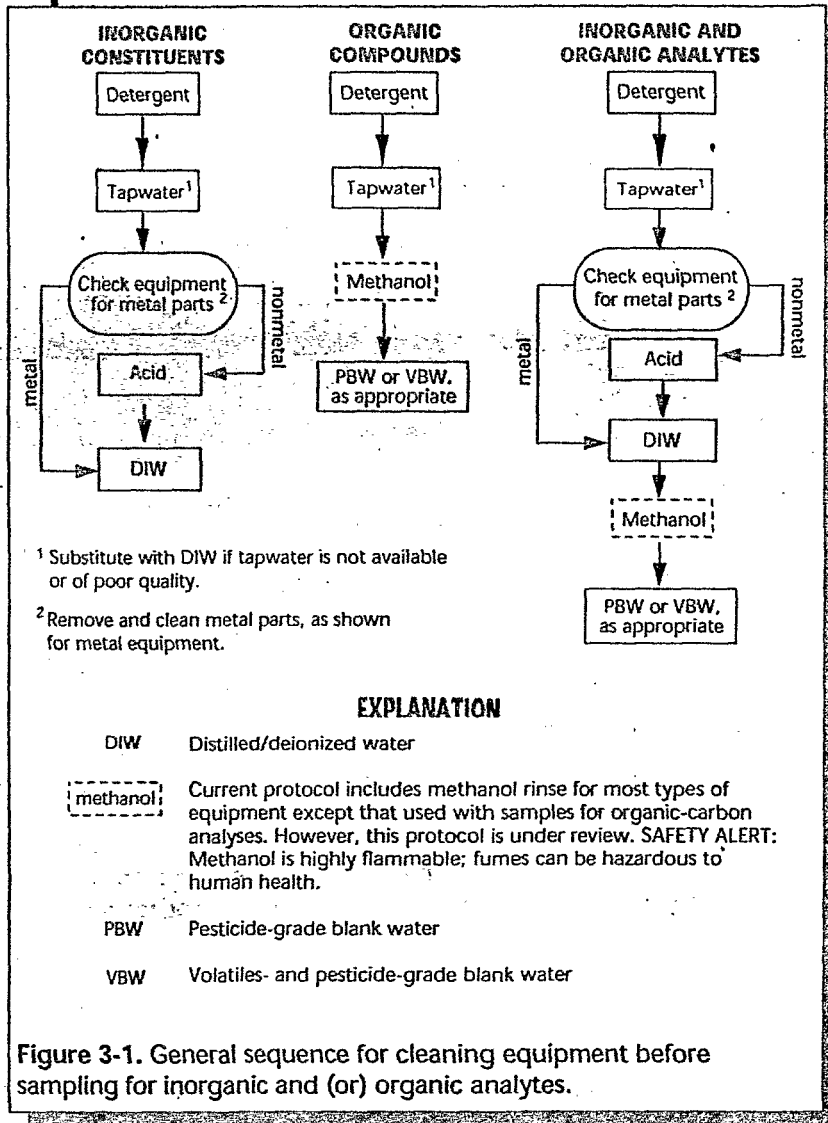 INORGANIC CONSTITUENTS
Detergent
Tapwater¹
Check equipment
for metal parts ²
metal
nonmetal
Acid
DIW
ORGANIC COMPOUNDS
Detergent
Tapwater¹
Methanol
PBW or VBW,
as appropriate
INORGANIC AND
ORGANIC ANALYTES
Detergent
Tapwater¹
Check equipment
for metal parts ²
metal
nonmetal
Acid
DIW
Methanol
PBW or VBW,
as appropriate
¹ Substitute with DIW if tapwater is not available
or of poor quality.
² Remove and clean metal parts, as shown
for metal equipment.
EXPLANATION
DIW Distilled/deionized water
methanol Current protocol includes methanol rinse for most types of
equipment except that used with samples for organic-carbon
analyses. However, this protocol is under review. SAFETY ALERT:
Methanol is highly flammable; fumes can be hazardous to
human health.
PBW Pesticide-grade blank water
VBW Volatiles- and pesticide-grade blank water
Figure 3-1. General sequence for cleaning equipment before
sampling for inorganic and (or) organic analytes.